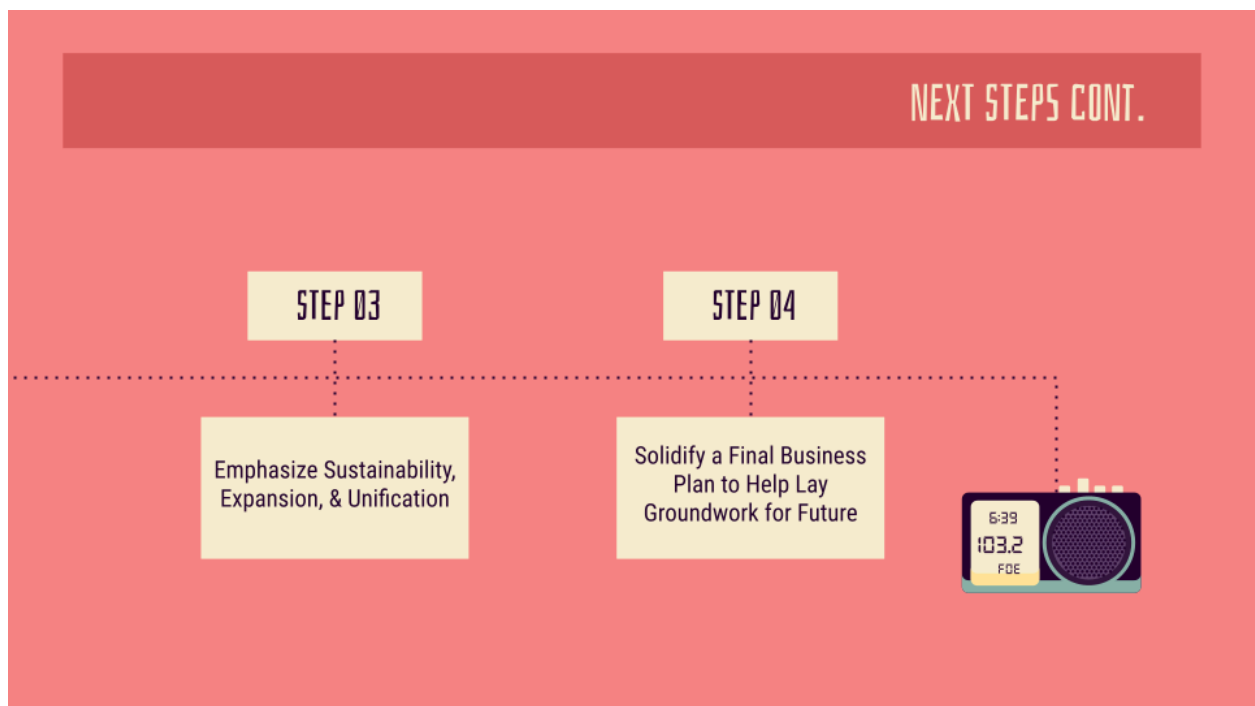 NEXT STEPS CONT.
STEP 03
Emphasize Sustainability,
Expansion, & Unification
STEP 04
Solidify a Final Business
Plan to Help Lay
Groundwork for Future
6:39
103.2
FOE